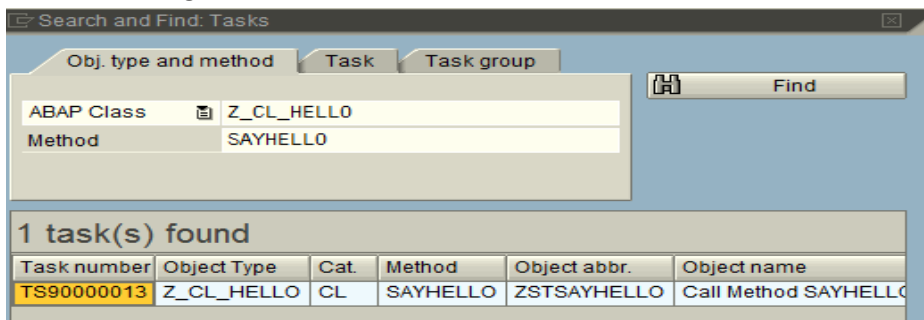 Search and Find: Tasks
Obj. type and method Task Task group
Find
ABAP Class Z_CL_HELLO
Method SAYHELLO
1 task(s) found
Task number Object Type Cat. Method Object abbr. Object name
TS90000013 Z_CL_HELLO CL SAYHELLO ZSTSAYHELLO Call Method SAYHELLO